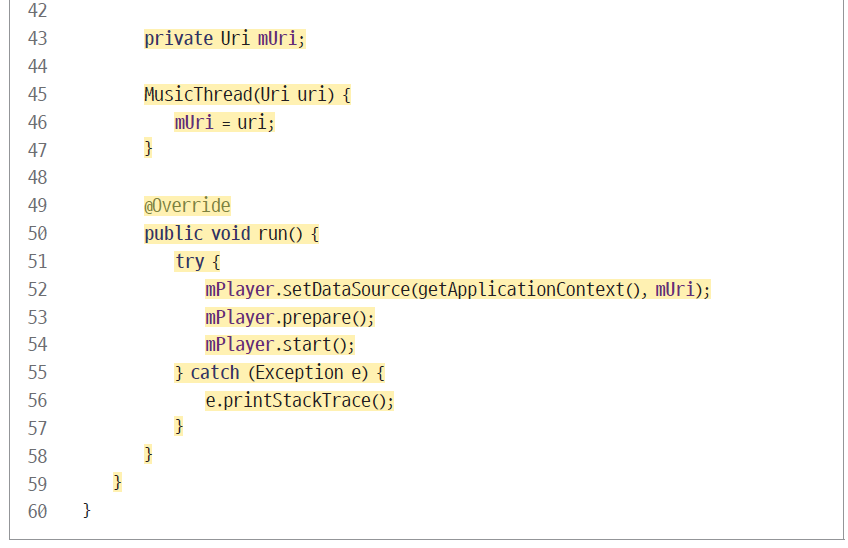 42
43 private Uri mUri;
44
45 MusicThread(Uri uri) {
46 mUri = uri;
47 }
48
49 @Override
50 public void run() {
51 try {
52 mPlayer.setDataSource(getApplicationContext(), mUri);
53 mPlayer.prepare();
54 mPlayer.start();
55 } catch (Exception e) {
56 e.printStackTrace();
57 }
58 }
59 }
60 }